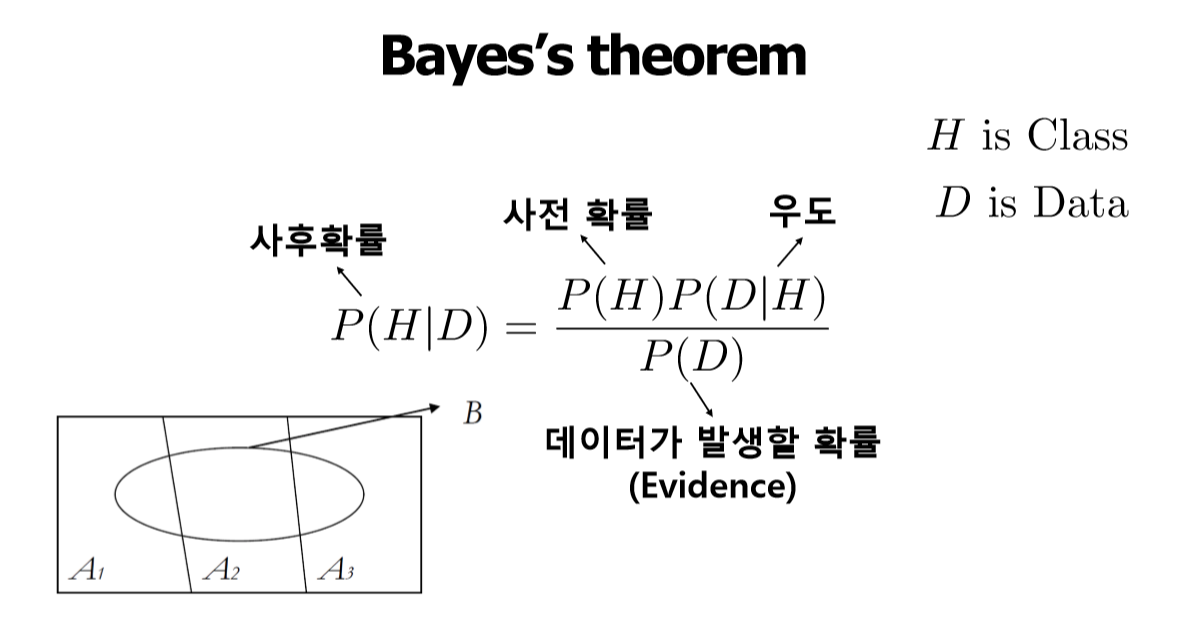 Bayes’s theorem
H is Class
D is Data
사후확률
사전 확률
우도
P(H|D) = P(H)P(D|H) / P(D)
데이터가 발생할 확률
(Evidence)
B
A1 A2 A3